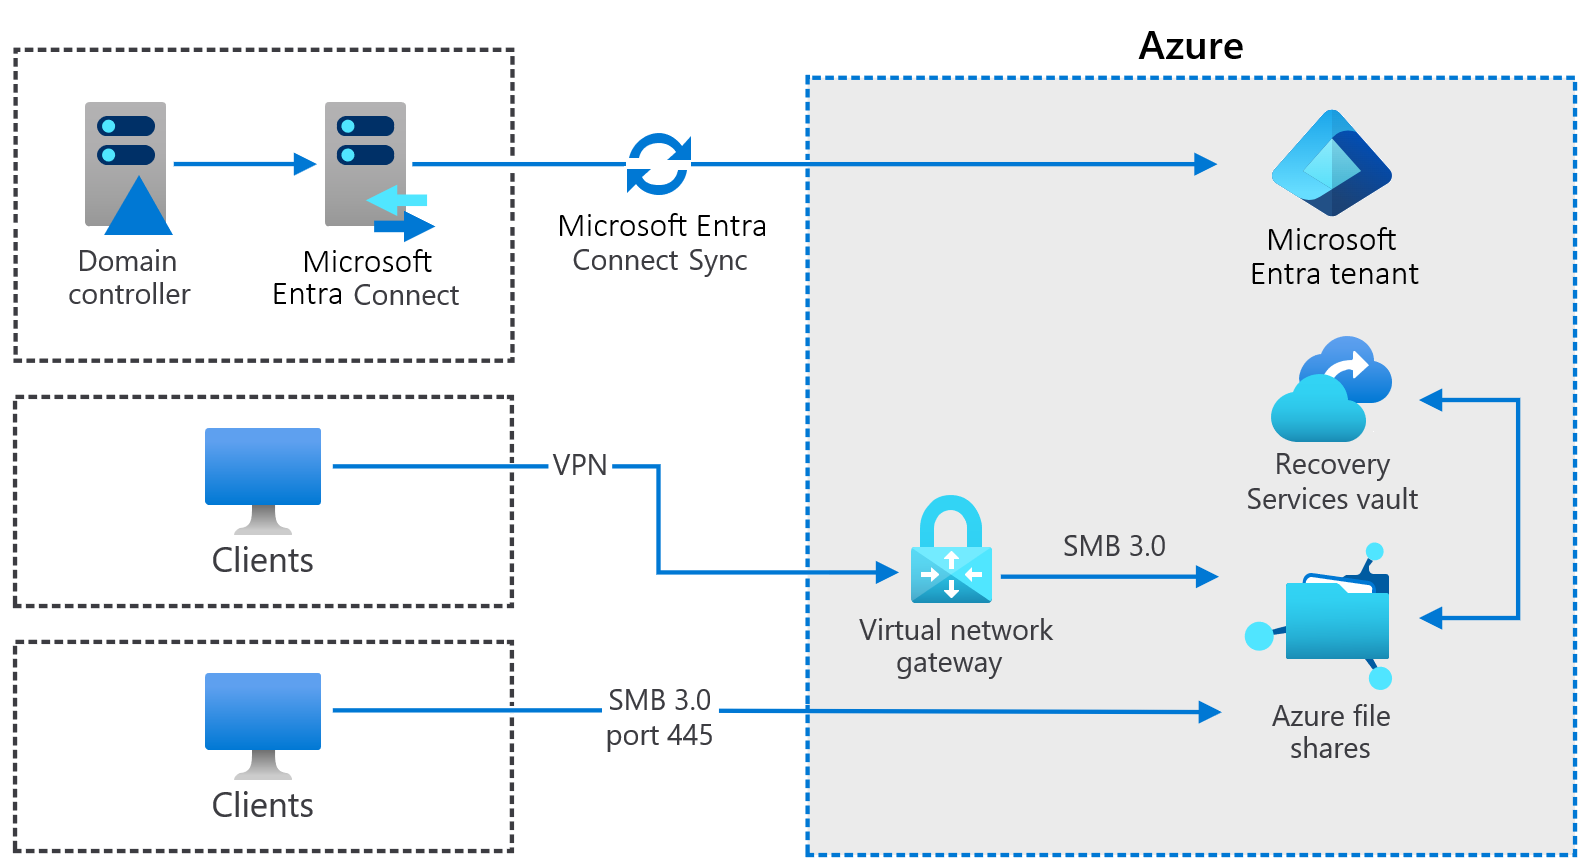 Azure
Domain
controller
Microsoft
Entra Connect
Microsoft Entra
Connect Sync
Microsoft
Entra tenant
Clients
VPN
Virtual network
gateway
SMB 3.0
Recovery
Services vault
Clients
SMB 3.0
port 445
Azure file
shares